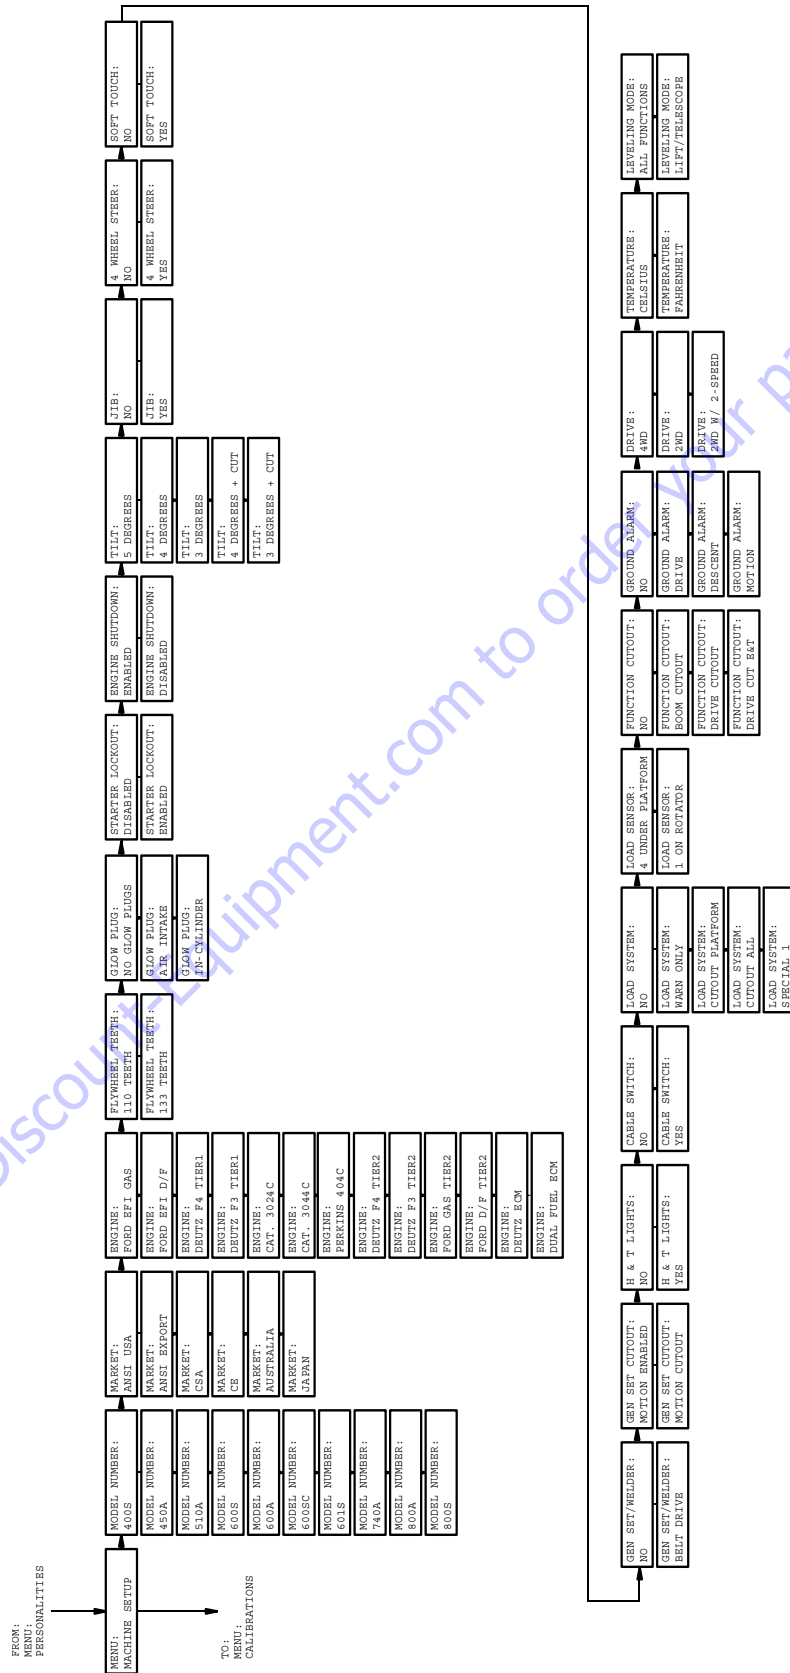 FROM:
MENU:
PERSONALITIES
MENU:
MACHINE SETUP
TO:
MENU:
CALIBRATIONS
MODEL NUMBER:
400S
MODEL NUMBER:
450A
MODEL NUMBER:
510A
MODEL NUMBER:
600S
MODEL NUMBER:
600A
MODEL NUMBER:
600SC
MODEL NUMBER:
601S
MODEL NUMBER:
740A
MODEL NUMBER:
800A
MODEL NUMBER:
800S
MARKET:
ANSI USA
MARKET:
ANSI EXPORT
MARKET:
CSA
MARKET:
CE
MARKET:
AUSTRALIA
MARKET:
JAPAN
ENGINE:
FORD EFI GAS
ENGINE:
FORD EFI D/F
ENGINE:
DEUTZ F4 TIER1
ENGINE:
DEUTZ F3 TIER1
ENGINE:
CAT. 3024C
ENGINE:
CAT. 3044C
ENGINE:
PERKINS 404C
ENGINE:
DEUTZ F4 TIER2
ENGINE:
DEUTZ F3 TIER2
ENGINE:
FORD GAS TIER2
ENGINE:
FORD D/F TIER2
ENGINE:
DEUTZ ECM
ENGINE:
DUAL FUEL ECM
FLYWHEEL TEETH:
110 TEETH
FLYWHEEL TEETH:
133 TEETH
GLOW PLUG:
NO GLOW PLUGS
GLOW PLUG:
AIR INTAKE
GLOW PLUG:
IN-CYLINDER
STARTER LOCKOUT:
DISABLED
STARTER LOCKOUT:
ENABLED
ENGINE SHUTDOWN:
ENABLED
ENGINE SHUTDOWN:
DISABLED
TILT:
5 DEGREES
TILT:
4 DEGREES
TILT:
3 DEGREES
TILT:
4 DEGREES + CUT
TILT:
3 DEGREES + CUT
JIB:
NO
JIB:
YES
4 WHEEL STEER:
NO
4 WHEEL STEER:
YES
SOFT TOUCH:
NO
SOFT TOUCH:
YES
GEN SET/WELDER:
NO
GEN SET/WELDER:
BELT DRIVE
GEN SET CUTOUT:
MOTION ENABLED
GEN SET CUTOUT:
MOTION CUTOUT
H & T LIGHTS:
NO
H & T LIGHTS:
YES
CABLE SWITCH:
NO
CABLE SWITCH:
YES
LOAD SYSTEM:
NO
LOAD SYSTEM:
WARN ONLY
LOAD SYSTEM:
CUTOUT PLATFORM
LOAD SYSTEM:
CUTOUT ALL
LOAD SYSTEM:
SPECIAL 1
LOAD SENSOR:
4 UNDER PLATFORM
LOAD SENSOR:
1 ON ROTATOR
FUNCTION CUTOUT:
NO
FUNCTION CUTOUT:
BOOM CUTOUT
FUNCTION CUTOUT:
DRIVE CUTOUT
FUNCTION CUTOUT:
DRIVE CUT E&T
GROUND ALARM:
NO
GROUND ALARM:
DRIVE
GROUND ALARM:
DESCENT
GROUND ALARM:
MOTION
DRIVE:
4WD
DRIVE:
2WD
DRIVE:
2WD W/ 2-SPEED
TEMPERATURE:
CELSIUS
TEMPERATURE:
FAHRENHEIT
LEVELING MODE:
ALL FUNCTIONS
LEVELING MODE:
LIFT/TELESCOPE
Discount-Equipment.com to order your pa